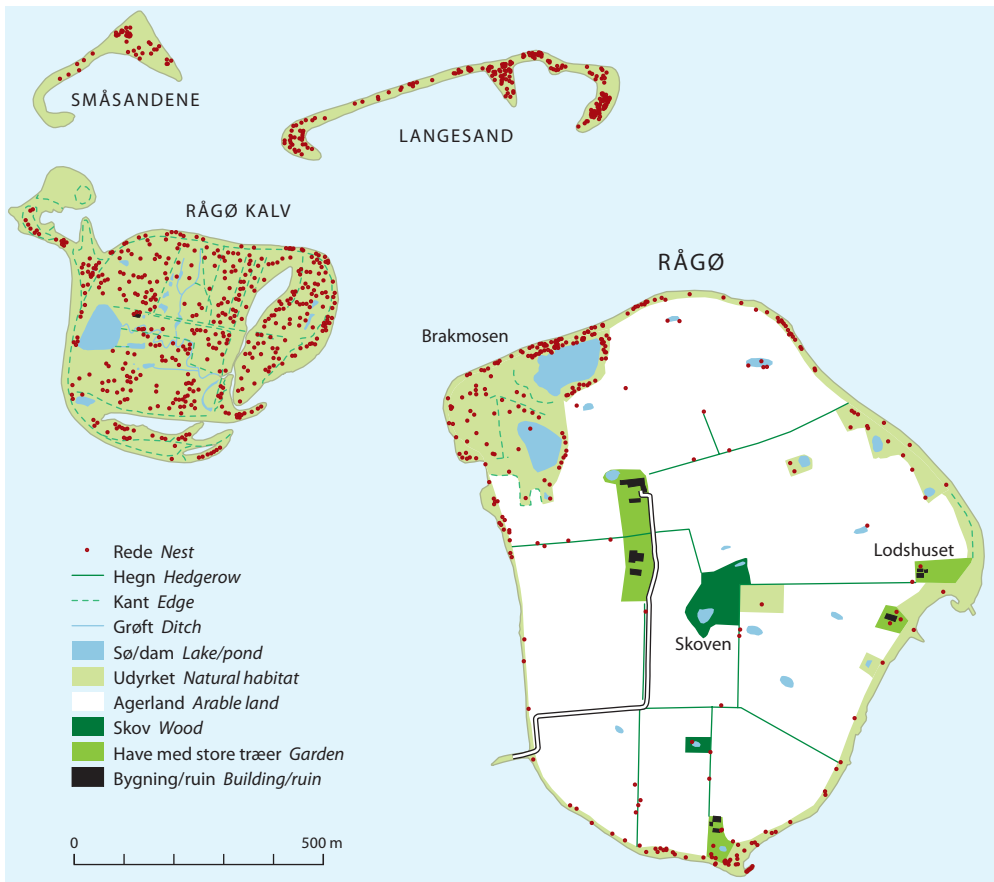 SMÅSANDENE
LANGESAND
RÅGØ KALV
RÅGØ
Brakmosen
Lodshuset
Skoven
Rede Nest
Hegn Hedgerow
Kant Edge
Grøft Ditch
Sø/dam Lake/pond
Udyrket Natural habitat
Agerland Arable land
Skov Wood
Have med store træer Garden
Bygning/ruin Building/ruin
0 500 m